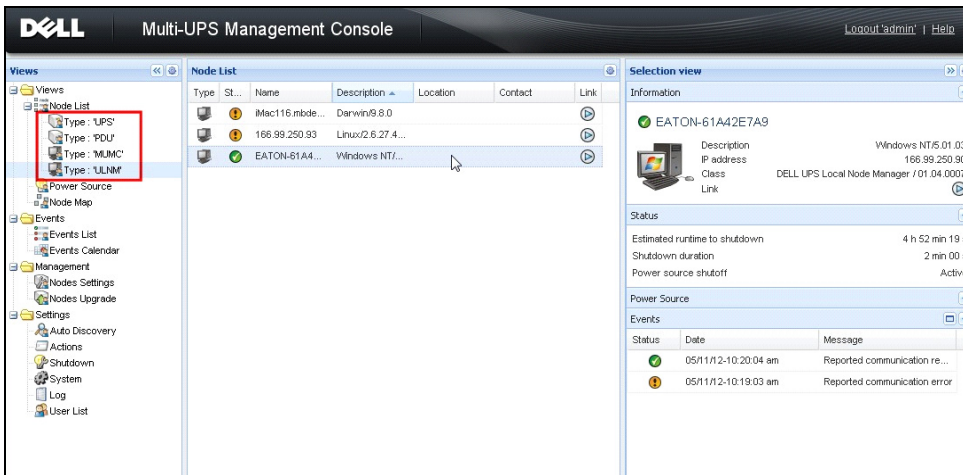 DELL Multi-UPS Management Console Logout 'admin' | Help
Views
Views
Node List
Type : 'UPS'
Type : 'PDU'
Type : 'MUMC'
Type : 'ULNM'
Power Source
Node Map
Events
Events List
Events Calendar
Management
Nodes Settings
Nodes Upgrade
Settings
Auto Discovery
Actions
Shutdown
System
Log
User List
Node List
Type St... Name Description Location Contact Link
iMac116.mbde... Darwin/9.8.0
166.99.250.93 Linux/2.6.27.4...
EATON-61A4... Windows NT/...
Selection view
Information
EATON-61A42E7A9
Description Windows NT/5.01.03
IP address 166.99.250.90
Class DELL UPS Local Node Manager / 01.04.0007
Link
Status
Estimated runtime to shutdown 4 h 52 min 19
Shutdown duration 2 min 00
Power source shutoff Active
Power Source
Events
Status Date Message
05/11/12-10:20:04 am Reported communication re...
05/11/12-10:19:03 am Reported communication error